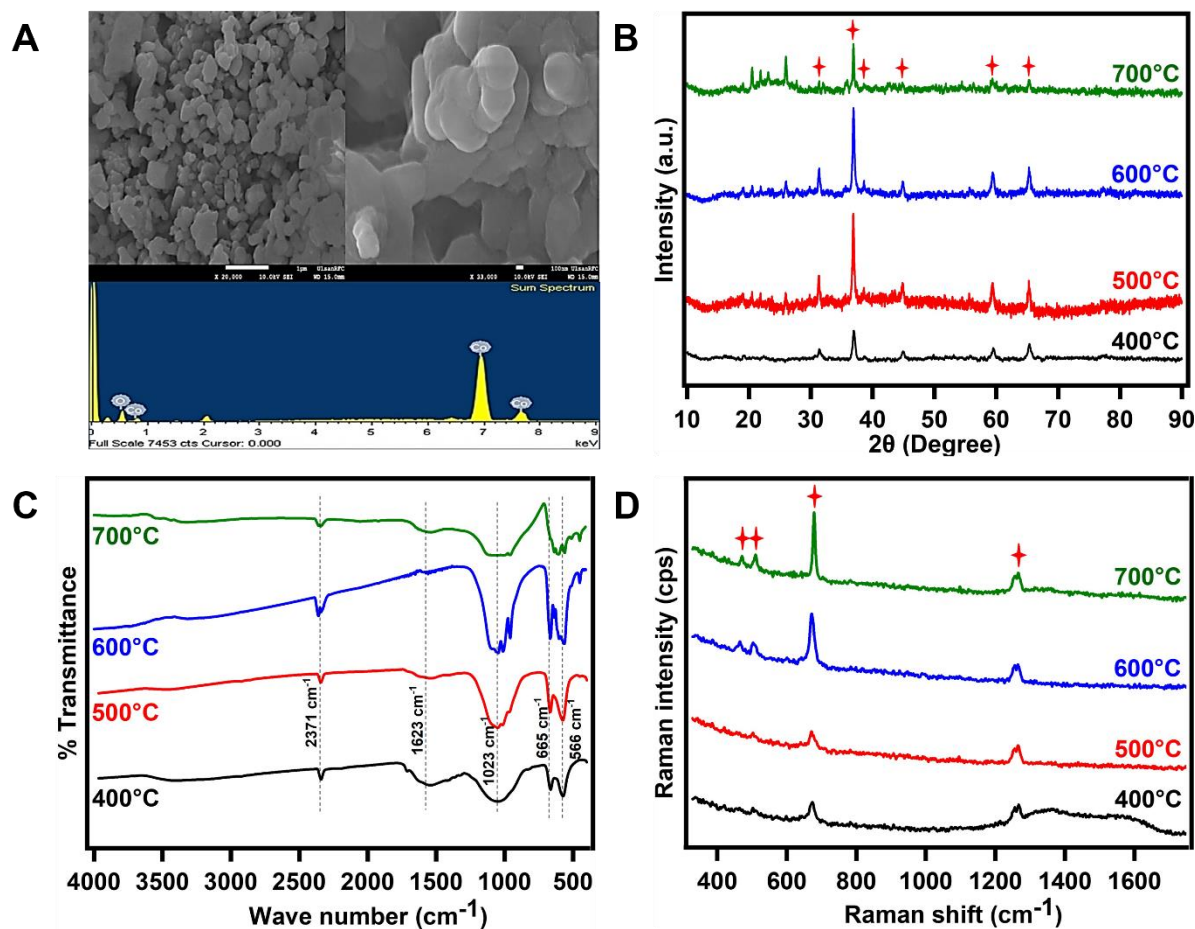 A
X 20,000 1µm UlsanRFC
10.0kV SEI WD 15.0mm
X 33,000 100nm UlsanRFC
10.0kV SEI WD 15.0mm
Sum Spectrum
O
Co
Co
Co
0 1 2 3 4 5 6 7 8 9
Full Scale 7453 cts Cursor: 0.000 keV
B
700°C
600°C
500°C
400°C
Intensity (a.u.)
10 20 30 40 50 60 70 80 90
2θ (Degree)
C
700°C
600°C
500°C
400°C
2371 cm-1
1623 cm-1
1023 cm-1
665 cm-1
566 cm-1
% Transmittance
4000 3500 3000 2500 2000 1500 1000 500
Wave number (cm-1)
D
700°C
600°C
500°C
400°C
Raman intensity (cps)
400 600 800 1000 1200 1400 1600
Raman shift (cm-1)